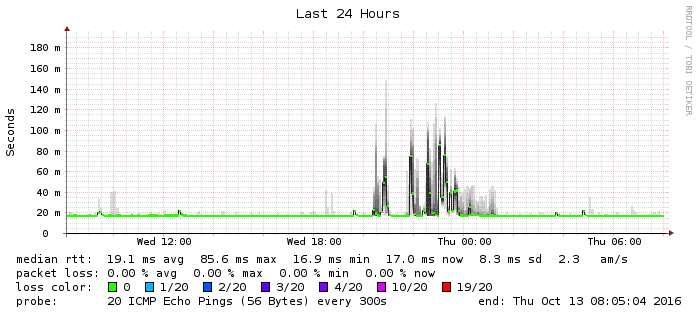 Last 24 Hours
RRDTOOL / TOBI OETIKER
Seconds
180 m
160 m
140 m
120 m
100 m
80 m
60 m
40 m
20 m
0
Wed 12:00 Wed 18:00 Thu 00:00 Thu 06:00
median rtt: 19.1 ms avg 85.6 ms max 16.9 ms min 17.0 ms now 8.3 ms sd 2.3 am/s
packet loss: 0.00 % avg 0.00 % max 0.00 % min 0.00 % now
loss color: 0 1/20 2/20 3/20 4/20 10/20 19/20
probe: 20 ICMP Echo Pings (56 Bytes) every 300s end: Thu Oct 13 08:05:04 2016